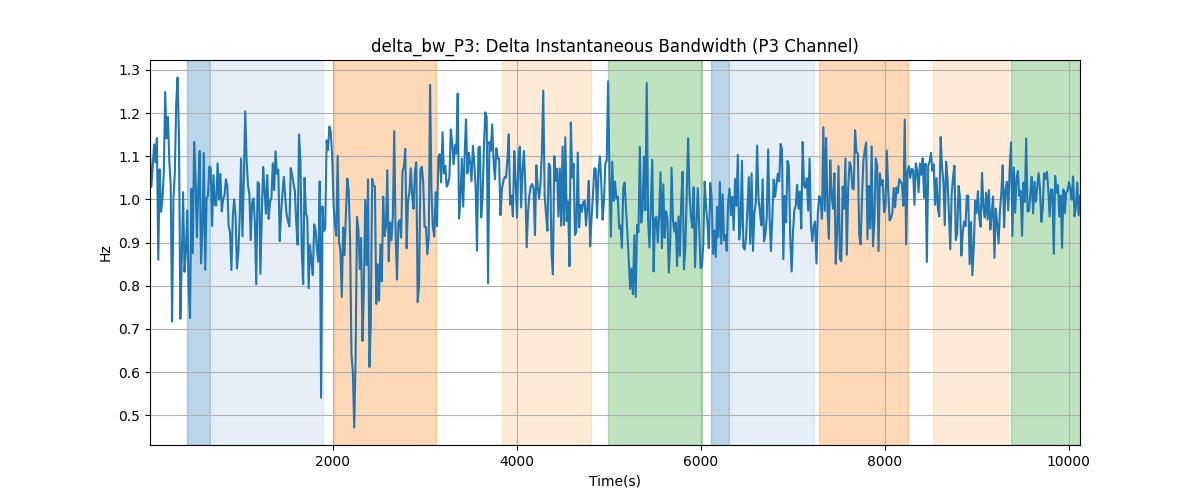 delta_bw_P3: Delta Instantaneous Bandwidth (P3 Channel)
1.3
1.2
1.1
1.0
0.9
0.8
0.7
0.6
0.5
Hz
2000 4000 6000 8000 10000
Time(s)